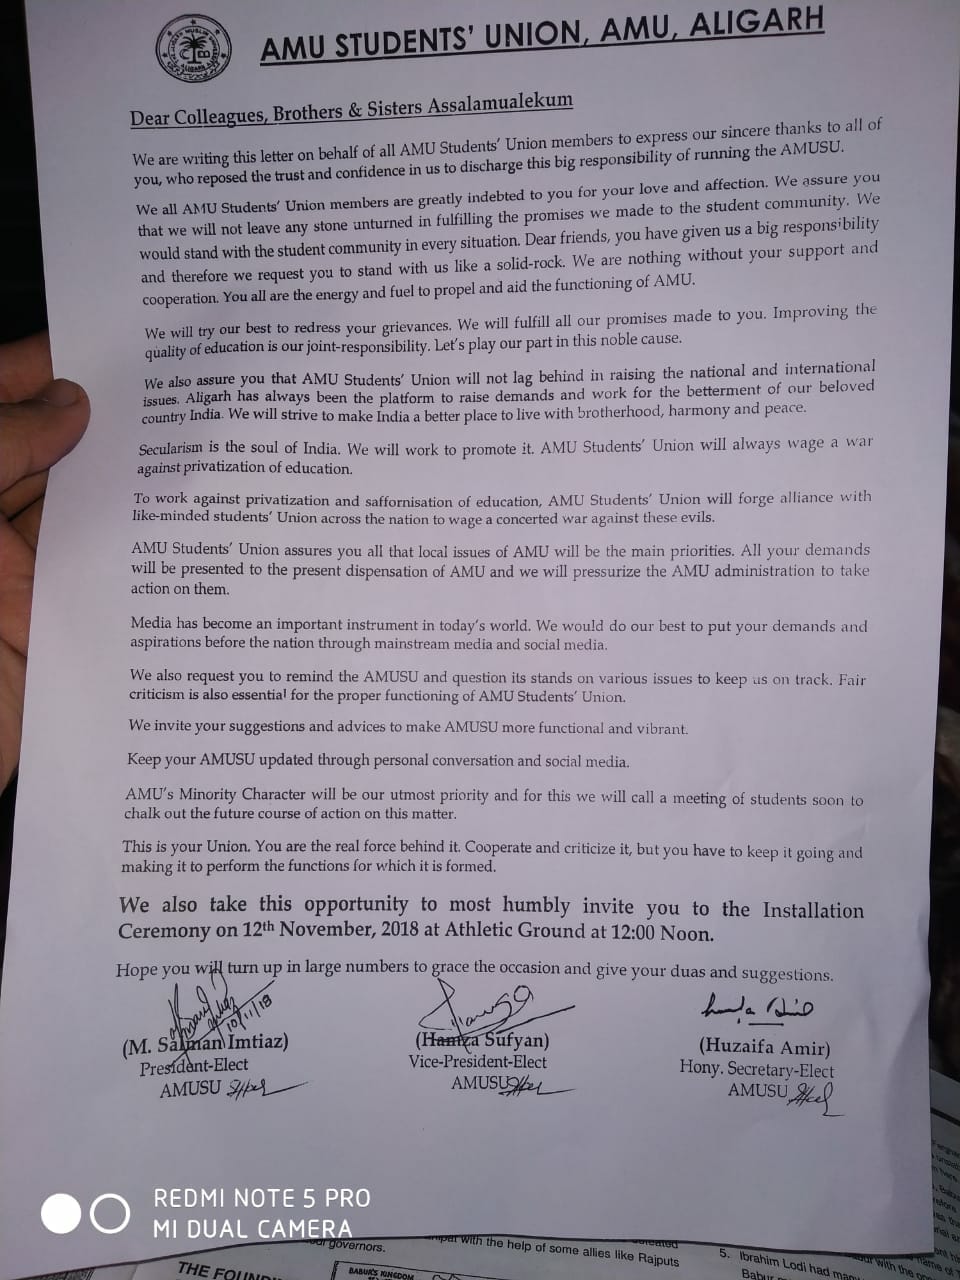 AMU STUDENTS' UNION, AMU, ALIGARH
Dear Colleagues, Brothers & Sisters Assalamualekum
We are writing this letter on behalf of all AMU Students' Union members to express our sincere thanks to all of
you, who reposed the trust and confidence in us to discharge this big responsibility of running the AMUSU.
We all AMU Students' Union members are greatly indebted to you for your love and affection. We assure you
that we will not leave any stone unturned in fulfilling the promises we made to the student community. We
would stand with the student community in every situation. Dear friends, you have given us a big responsibility
and therefore we request you to stand with us like a solid-rock. We are nothing without your support and
cooperation. You all are the energy and fuel to propel and aid the functioning of AMU.
We will try our best to redress your grievances. We will fulfill all our promises made to you. Improving the
quality of education is our joint-responsibility. Let's play our part in this noble cause.
We also assure you that AMU Students' Union will not lag behind in raising the national and international
issues. Aligarh has always been the platform to raise demands and work for the betterment of our beloved
country India. We will strive to make India a better place to live with brotherhood, harmony and peace.
Secularism is the soul of India. We will work to promote it. AMU Students' Union will always wage a war
against privatization of education.
To work against privatization and saffornisation of education, AMU Students' Union will forge alliance with
like-minded students' Union across the nation to wage a concerted war against these evils.
AMU Students' Union assures you all that local issues of AMU will be the main priorities. All your demands
will be presented to the present dispensation of AMU and we will pressurize the AMU administration to take
action on them.
Media has become an important instrument in today's world. We would do our best to put your demands and
aspirations before the nation through mainstream media and social media.
We also request you to remind the AMUSU and question its stands on various issues to keep us on track. Fair
criticism is also essential for the proper functioning of AMU Students' Union.
We invite your suggestions and advices to make AMUSU more functional and vibrant.
Keep your AMUSU updated through personal conversation and social media.
AMU's Minority Character will be our utmost priority and for this we will call a meeting of students soon to
chalk out the future course of action on this matter.
This is your Union. You are the real force behind it. Cooperate and criticize it, but you have to keep it going and
making it to perform the functions for which it is formed.
We also take this opportunity to most humbly invite you to the Installation
Ceremony on 12th November, 2018 at Athletic Ground at 12:00 Noon.
Hope you will turn up in large numbers to grace the occasion and give your duas and suggestions.
10/11/18
(M. Salman Imtiaz)
President-Elect
AMUSU
(Hamza Sufyan)
Vice-President-Elect
AMUSU
(Huzaifa Amir)
Hony. Secretary-Elect
AMUSU
REDMI NOTE 5 PRO
MI DUAL CAMERA
governors.
THE FOUN
BABUR'S KINGDOM
with the help of some allies like Rajputs
5. Ibrahim Lodi had many